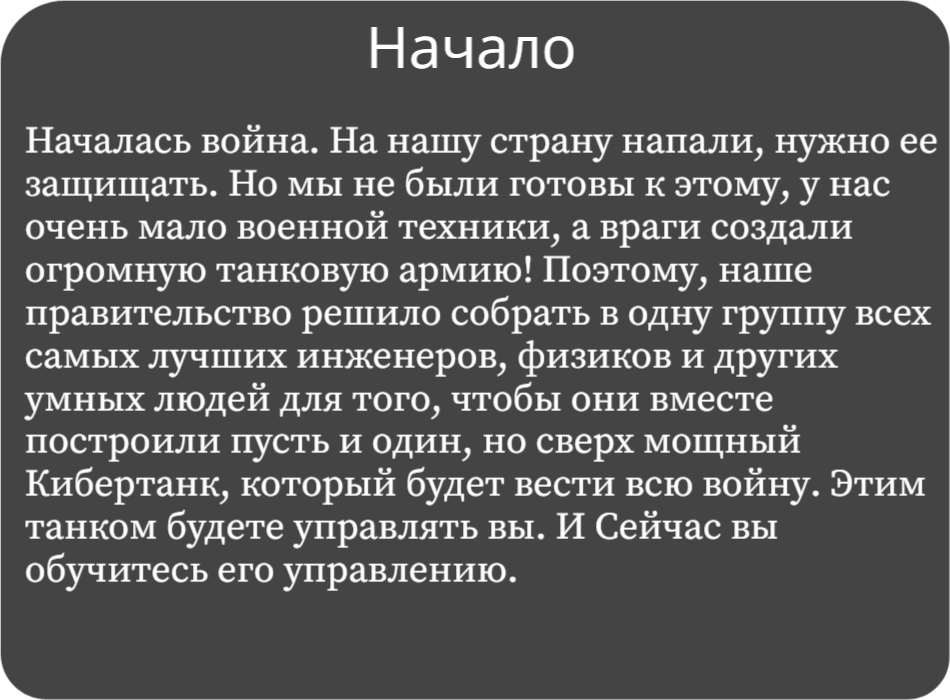 Начало
Началась война. На нашу страну напали, нужно ее
защищать. Но мы не были готовы к этому, у нас
очень мало военной техники, а враги создали
огромную танковую армию! Поэтому, наше
правительство решило собрать в одну группу всех
самых лучших инженеров, физиков и других
умных людей для того, чтобы они вместе
построили пусть и один, но сверх мощный
Кибертанк, который будет вести всю войну. Этим
танком будете управлять вы. И Сейчас вы
обучитесь его управлению.